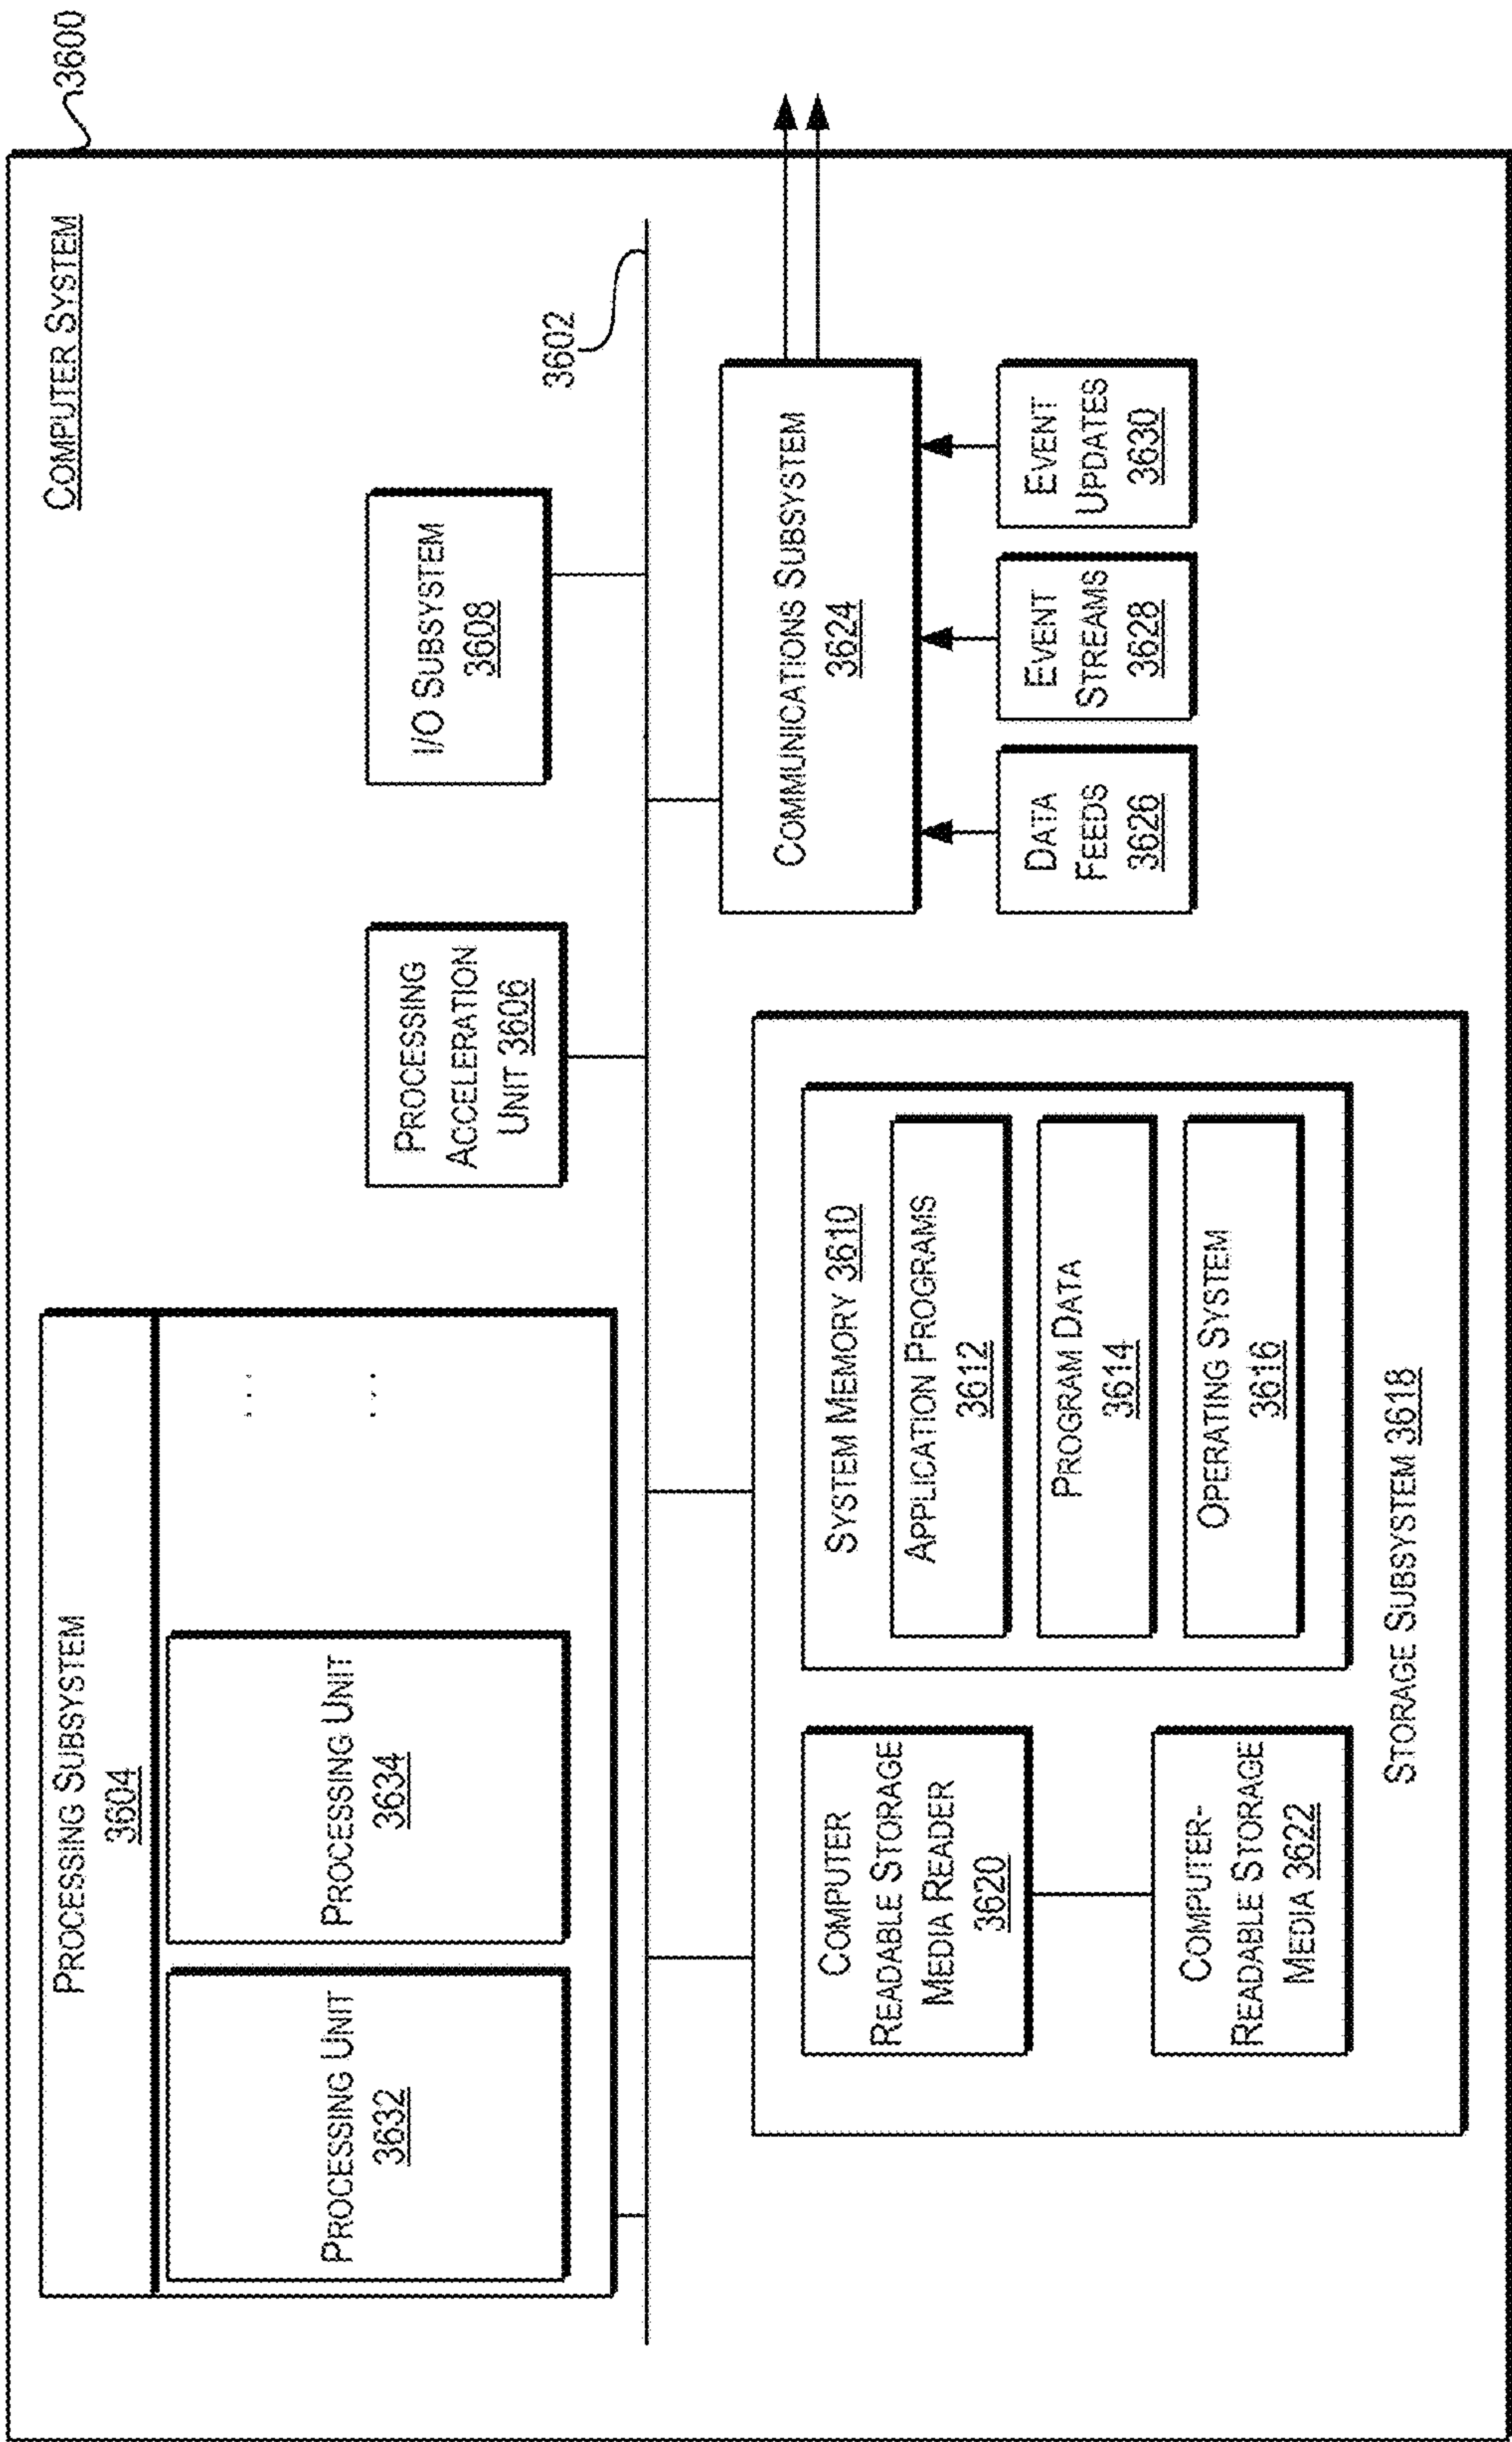 3600
COMPUTER SYSTEM
PROCESSING SUBSYSTEM
3604
PROCESSING UNIT
3632
PROCESSING UNIT
3634
...
...
PROCESSING
ACCELERATION
UNIT 3606
I/O SUBSYSTEM
3608
3602
COMPUTER
READABLE STORAGE
MEDIA READER
3620
COMPUTER-
READABLE STORAGE
MEDIA 3622
SYSTEM MEMORY 3610
APPLICATION PROGRAMS
3612
PROGRAM DATA
3614
OPERATING SYSTEM
3616
STORAGE SUBSYSTEM 3618
COMMUNICATIONS SUBSYSTEM
3624
DATA
FEEDS
3626
EVENT
STREAMS
3628
EVENT
UPDATES
3630